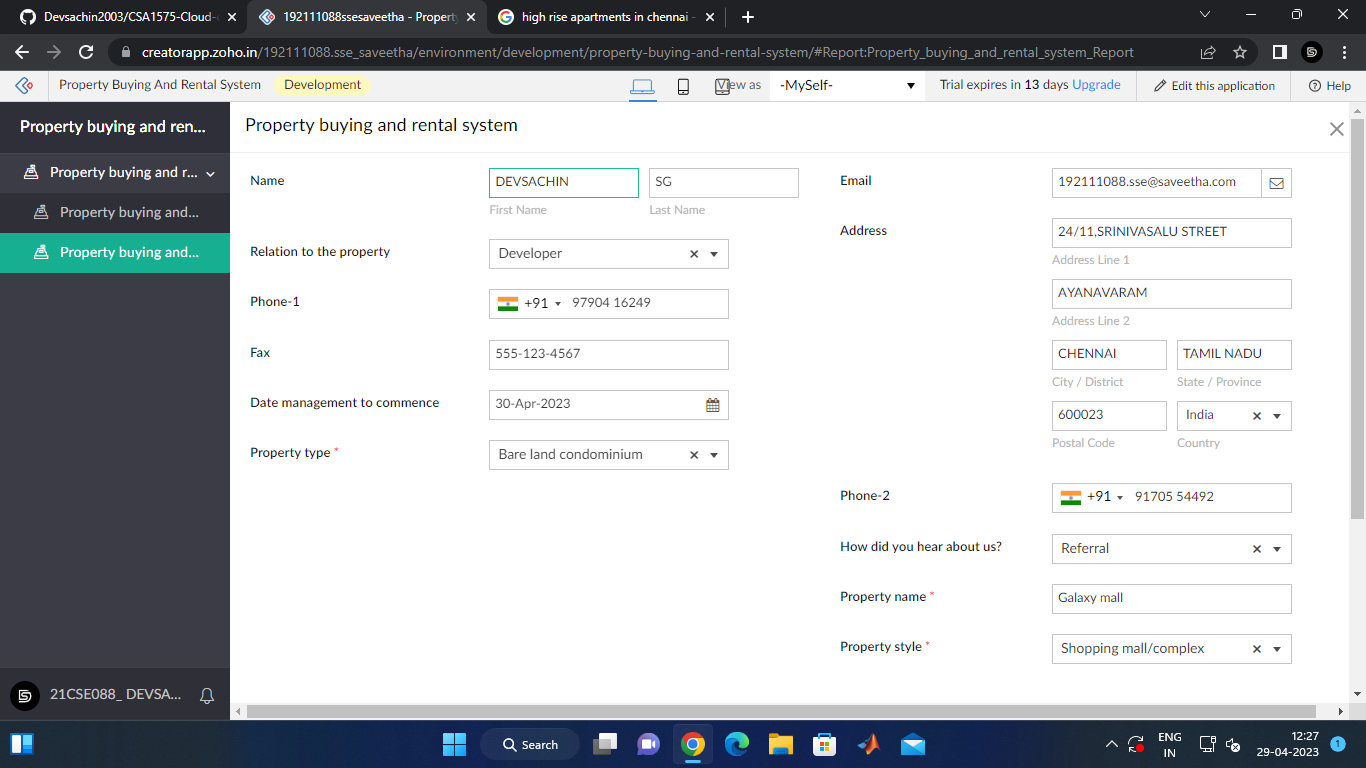 Devsachin2003/CSA1575-Cloud-
192111088ssesaveetha - Propert
high rise apartments in chennai -
creatorapp.zoho.in/192111088.sse_saveetha/environment/development/property-buying-and-rental-system/#Report:Property_buying_and_rental_system_Report
Property Buying And Rental System
Development
View as
-MySelf-
Trial expires in 13 days Upgrade
Edit this application
Help
Property buying and ren...
Property buying and r...
Property buying and...
Property buying and...
21CSE088_ DEVSA...
Property buying and rental system
Name
DEVSACHIN
SG
First Name
Last Name
Relation to the property
Developer
Phone-1
+91
97904 16249
Fax
555-123-4567
Date management to commence
30-Apr-2023
Property type *
Bare land condominium
Email
192111088.sse@saveetha.com
Address
24/11,SRINIVASALU STREET
Address Line 1
AYANAVARAM
Address Line 2
CHENNAI
TAMIL NADU
City / District
State / Province
600023
India
Postal Code
Country
Phone-2
+91
91705 54492
How did you hear about us?
Referral
Property name *
Galaxy mall
Property style *
Shopping mall/complex
Search
ENG
IN
12:27
29-04-2023
1